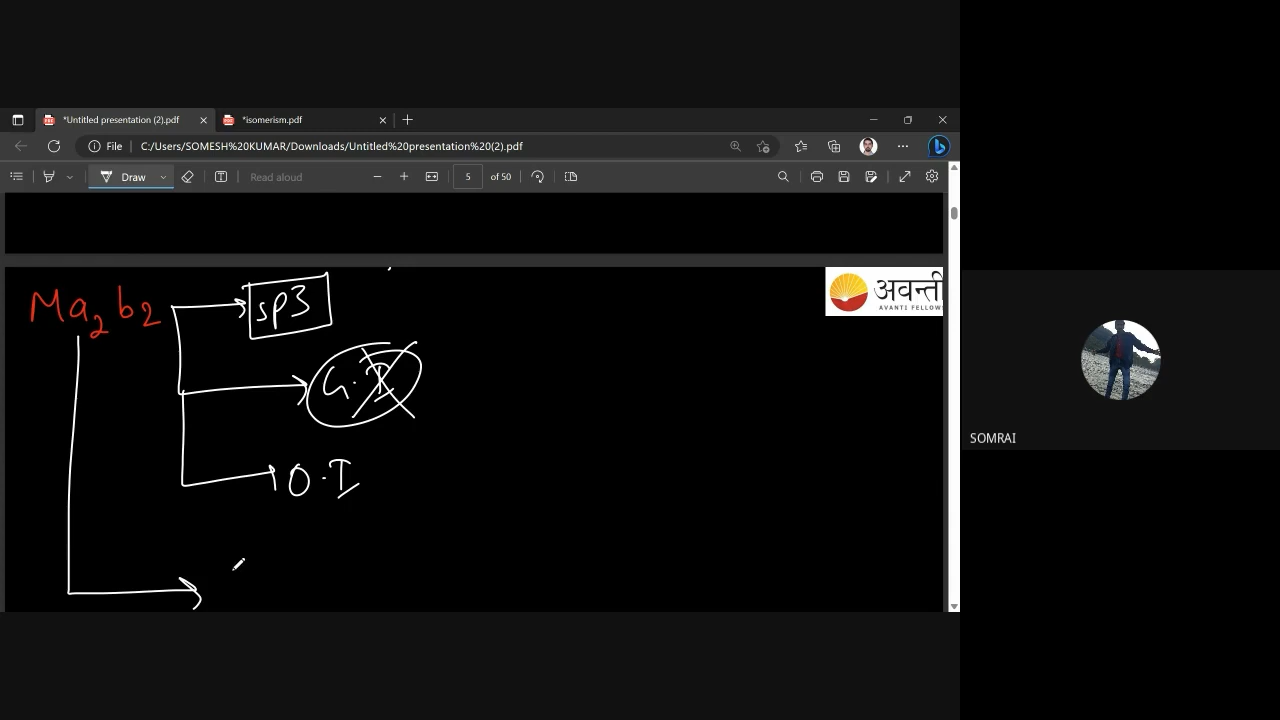 *Untitled presentation (2).pdf
*isomerism.pdf
File
C:/Users/SOMESH%20KUMAR/Downloads/Untitled%20presentation%20(2).pdf
Draw
Read aloud
5 of 50
Ma2b2
sp3
G.I
O.I
अवन्ती
AVANTI FELLOW
SOMRAI